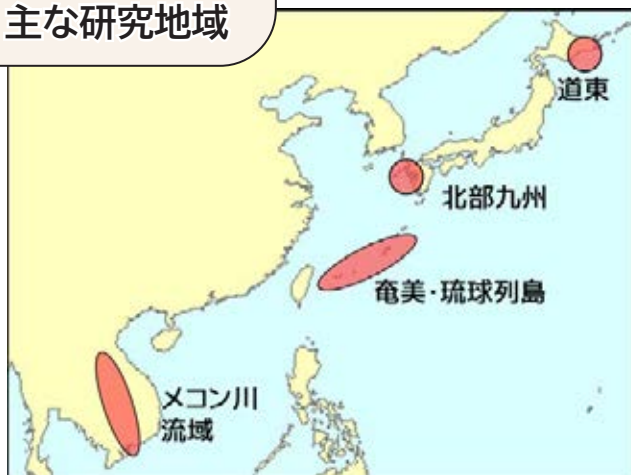 主な研究地域
道東
北部九州
奄美・琉球列島
メコン川
流域